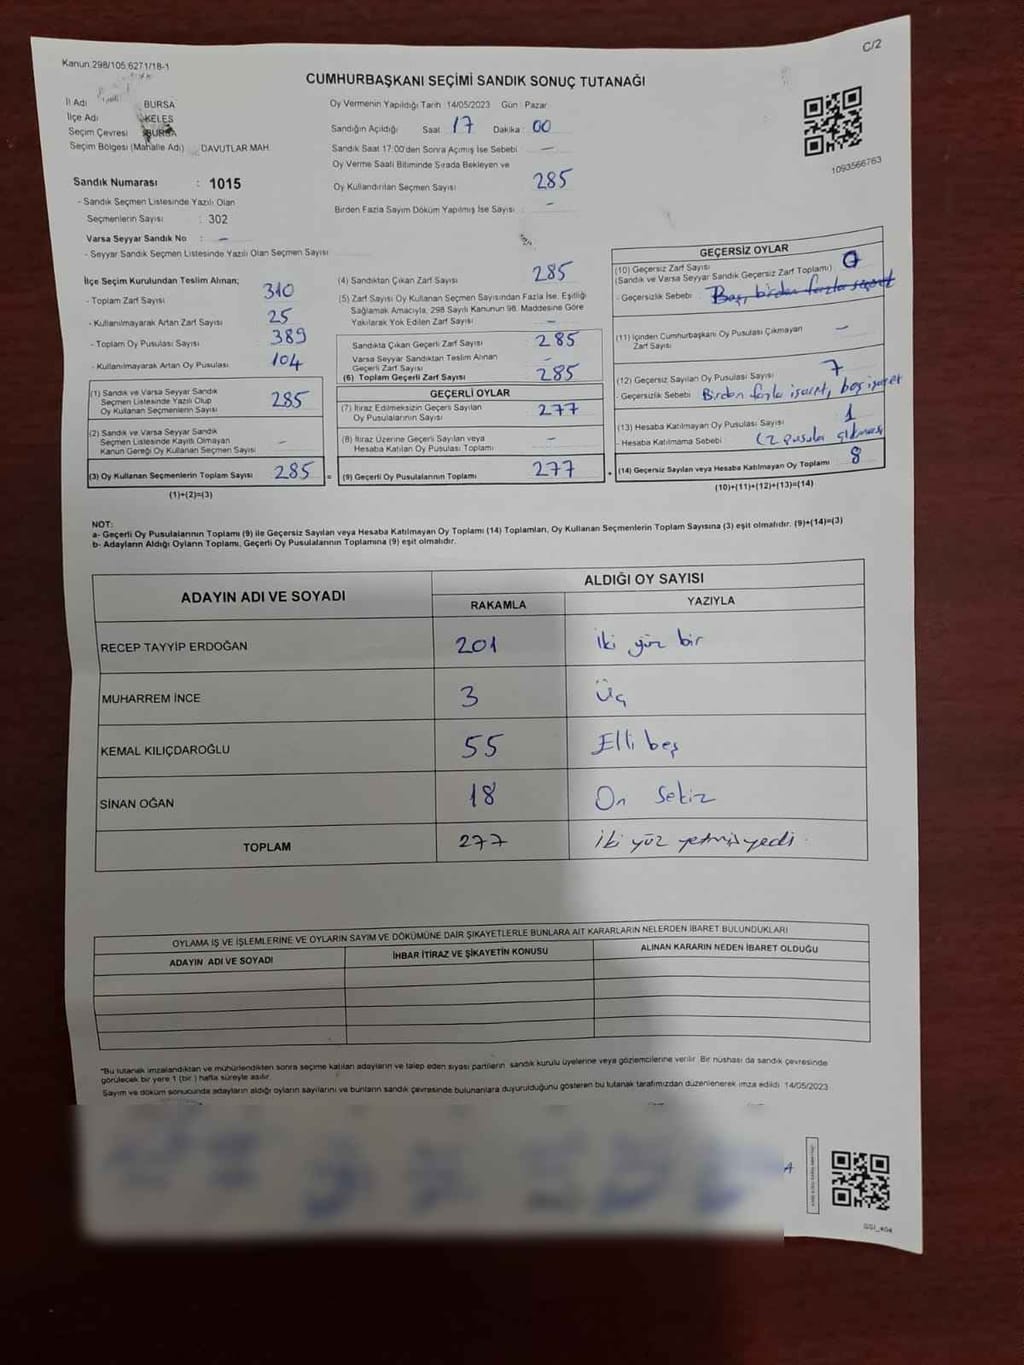 C/2
Kanun 298/105 6271/18-1
CUMHURBAŞKANI SEÇİMİ SANDIK SONUÇ TUTANAĞI
İl Adı BURSA
İlçe Adı KELES
Seçim Çevresi BURSA
Seçim Bölgesi (Mahalle Adı) DAVUTLAR MAH.
Sandık Numarası : 1015
- Sandık Seçmen Listesinde Yazılı Olan
Seçmenlerin Sayısı : 302
Varsa Seyyar Sandık No : -
- Seyyar Sandık Seçmen Listesinde Yazılı Olan Seçmen Sayısı
Oy Vermenin Yapıldığı Tarih :14/05/2023 Gün : Pazar
Sandığın Açıldığı Saat : 17 Dakika : 00
Sandık Saat 17:00'den Sonra Açımış İse Sebebi -
Oy Verme Saati Bitiminde Sırada Bekleyen ve
Oy Kullandırılan Seçmen Sayısı 285
Birden Fazla Sayım Döküm Yapılmış İse Sayısı : -
1093566763
İlçe Seçim Kurulundan Teslim Alınan;
- Toplam Zarf Sayısı 310
- Kullanılmayarak Artan Zarf Sayısı 25
- Toplam Oy Pusulası Sayısı 389
- Kullanılmayarak Artan Oy Pusulası 104
(1) Sandık ve Varsa Seyyar Sandık
Seçmen Listesinde Yazılı Olup
Oy Kullanan Seçmenlerin Sayısı 285
(2) Sandık ve Varsa Seyyar Sandık
Seçmen Listesinde Kayıtlı Olmayan
Kanun Gereği Oy Kullanan Seçmen Sayısı -
(3) Oy Kullanan Seçmenlerin Toplam Sayısı 285 =
(1)+(2)=(3)
(4) Sandıktan Çıkan Zarf Sayısı 285
(5) Zarf Sayısı Oy Kullanan Seçmen Sayısından Fazla İse, Eşitliği
Sağlamak Amacıyla, 298 Sayılı Kanunun 98. Maddesine Göre
Yakılarak Yok Edilen Zarf Sayısı -
Sandıkta Çıkan Geçerli Zarf Sayısı 285
Varsa Seyyar Sandıktan Teslim Alınan
Geçerli Zarf Sayısı -
(6) Toplam Geçerli Zarf Sayısı 285
GEÇERLİ OYLAR
(7) İtiraz Edilmeksizin Geçerli Sayılan
Oy Pusulalarının Sayısı 277
(8) İtiraz Üzerine Geçerli Sayılan veya
Hesaba Katılan Oy Pusulası Toplamı -
(9) Geçerli Oy Pusulalarının Toplamı 277 +
GEÇERSİZ OYLAR
(10) Geçersiz Zarf Sayısı
(Sandık ve Varsa Seyyar Sandık Geçersiz Zarf Toplamı) 0
- Geçersizlik Sebebi : Boş, birden fazla
(11) İçinden Cumhurbaşkanı Oy Pusulası Çıkmayan
Zarf Sayısı -
(12) Geçersiz Sayılan Oy Pusulası Sayısı 7
- Geçersizlik Sebebi : Birden fazla işaret, boş işaret
(13) Hesaba Katılmayan Oy Pusulası Sayısı 1
- Hesaba Katılmama Sebebi (2 pusula çıkması
(14) Geçersiz Sayılan veya Hesaba Katılmayan Oy Toplamı 8
(10)+(11)+(12)+(13)=(14)
NOT:
a- Geçerli Oy Pusulalarının Toplamı (9) ile Geçersiz Sayılan veya Hesaba Katılmayan Oy Toplamı (14) Toplamları, Oy Kullanan Seçmenlerin Toplam Sayısına (3) eşit olmalıdır. (9)+(14)=(3)
b- Adayların Aldığı Oyların Toplamı, Geçerli Oy Pusulalarının Toplamına (9) eşit olmalıdır.
ADAYIN ADI VE SOYADI ALDIĞI OY SAYISI
RAKAMLA YAZIYLA
RECEP TAYYİP ERDOĞAN 201 İki yüz bir
MUHARREM İNCE 3 Üç
KEMAL KILIÇDAROĞLU 55 Elli beş
SİNAN OĞAN 18 On sekiz
TOPLAM 277 iki yüz yetmiş yedi
OYLAMA İŞ VE İŞLEMLERİNE VE OYLARIN SAYIM VE DÖKÜMÜNE DAİR ŞİKAYETLERLE BUNLARA AİT KARARLARIN NELERDEN İBARET BULUNDUKLARI
ADAYIN ADI VE SOYADI İHBAR İTİRAZ VE ŞİKAYETİN KONUSU ALINAN KARARIN NEDEN İBARET OLDUĞU
*Bu tutanak imzalandıktan ve mühürlendikten sonra seçime katılan adayların ve talep eden siyasi partilerin sandık kurulu üyelerine veya gözlemcilerine verilir. Bir nüshası da sandık çevresinde
görülecek bir yere 1 (bir) hafta süreyle asılır.
Sayım ve döküm sonucunda adayların aldığı oyların sayılarını ve bunların sandık çevresinde bulunanlara duyurulduğunu gösteren bu tutanak tarafımızdan düzenlenerek imza edildi. 14/05/2023